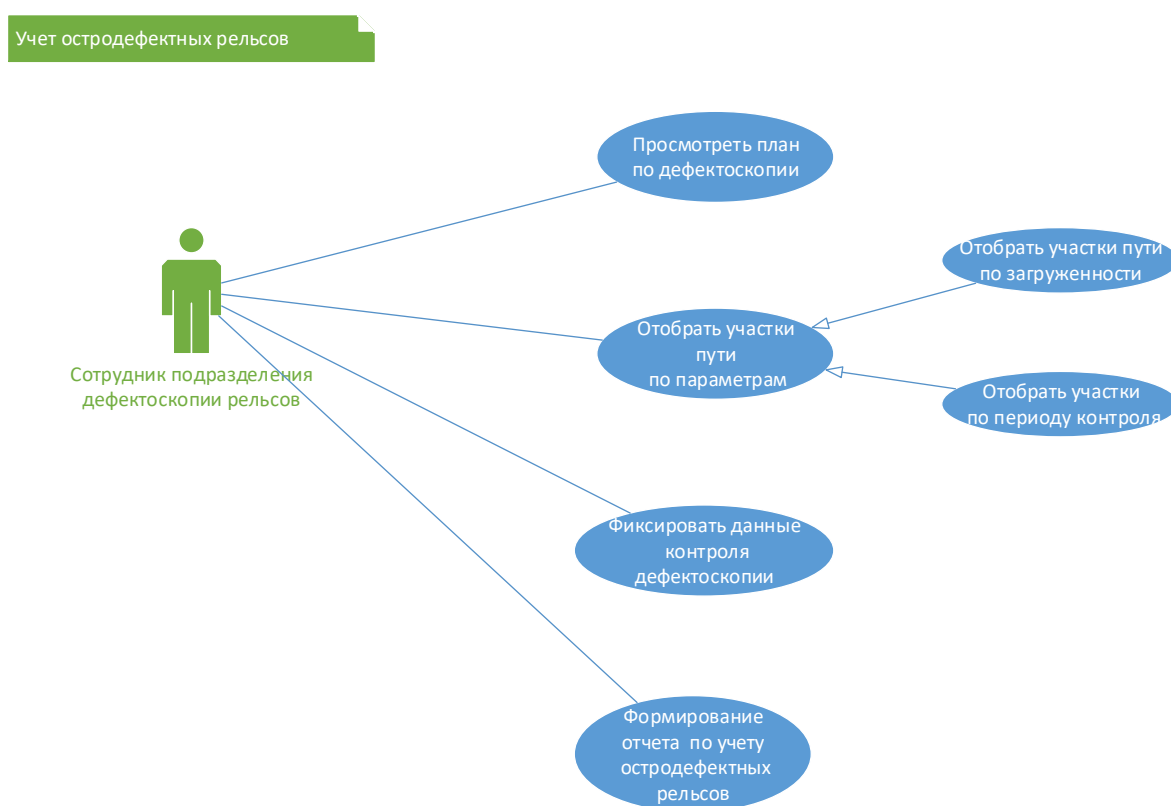 Учет остродефектных рельсов
Просмотреть план
по дефектоскопии
Отобрать участки пути
по загруженности
Отобрать участки
пути
по параметрам
Сотрудник подразделения
дефектоскопии рельсов
Отобрать участки
по периоду контроля
Фиксировать данные
контроля
дефектоскопии
Формирование
отчета по учету
остродефектных
рельсов